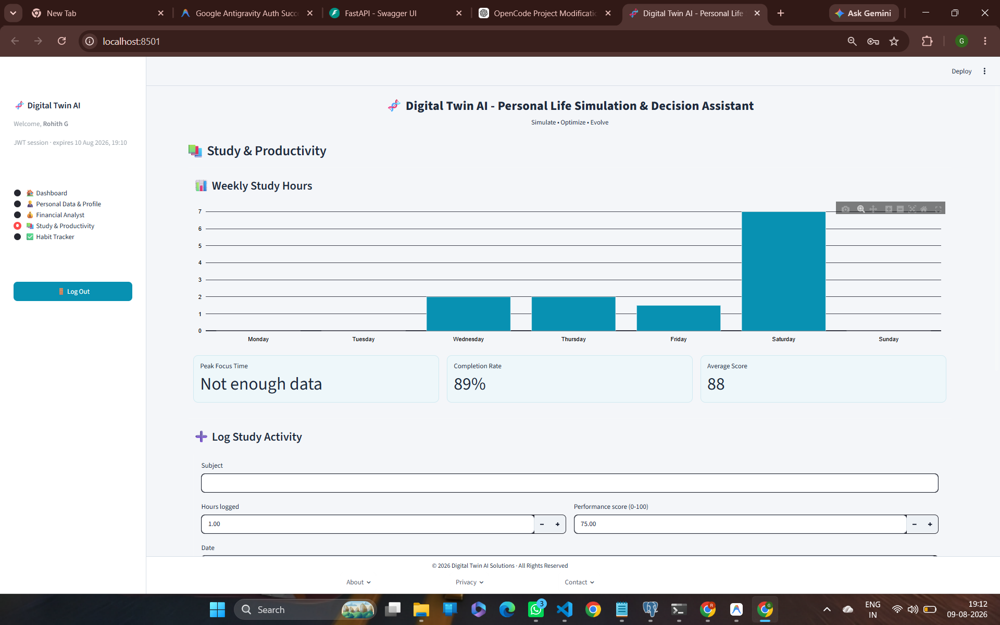 New Tab
Google Antigravity Auth Succ
FastAPI - Swagger UI
OpenCode Project Modificatio
Digital Twin AI - Personal Life
Ask Gemini
localhost:8501
G
Deploy
Digital Twin AI
Welcome, Rohith G
JWT session · expires 10 Aug 2026, 19:10
Dashboard
Personal Data & Profile
Financial Analyst
Study & Productivity
Habit Tracker
Log Out
Digital Twin AI - Personal Life Simulation & Decision Assistant
Simulate • Optimize • Evolve
Study & Productivity
Weekly Study Hours
7
6
5
4
3
2
1
0
Monday Tuesday Wednesday Thursday Friday Saturday Sunday
Peak Focus Time
Not enough data
Completion Rate
89%
Average Score
88
Log Study Activity
Subject
Hours logged
1.00
Performance score (0-100)
75.00
Date
© 2026 Digital Twin AI Solutions · All Rights Reserved
About
Privacy
Contact
Search
3
R
G
ENG
IN
19:12
09-08-2026